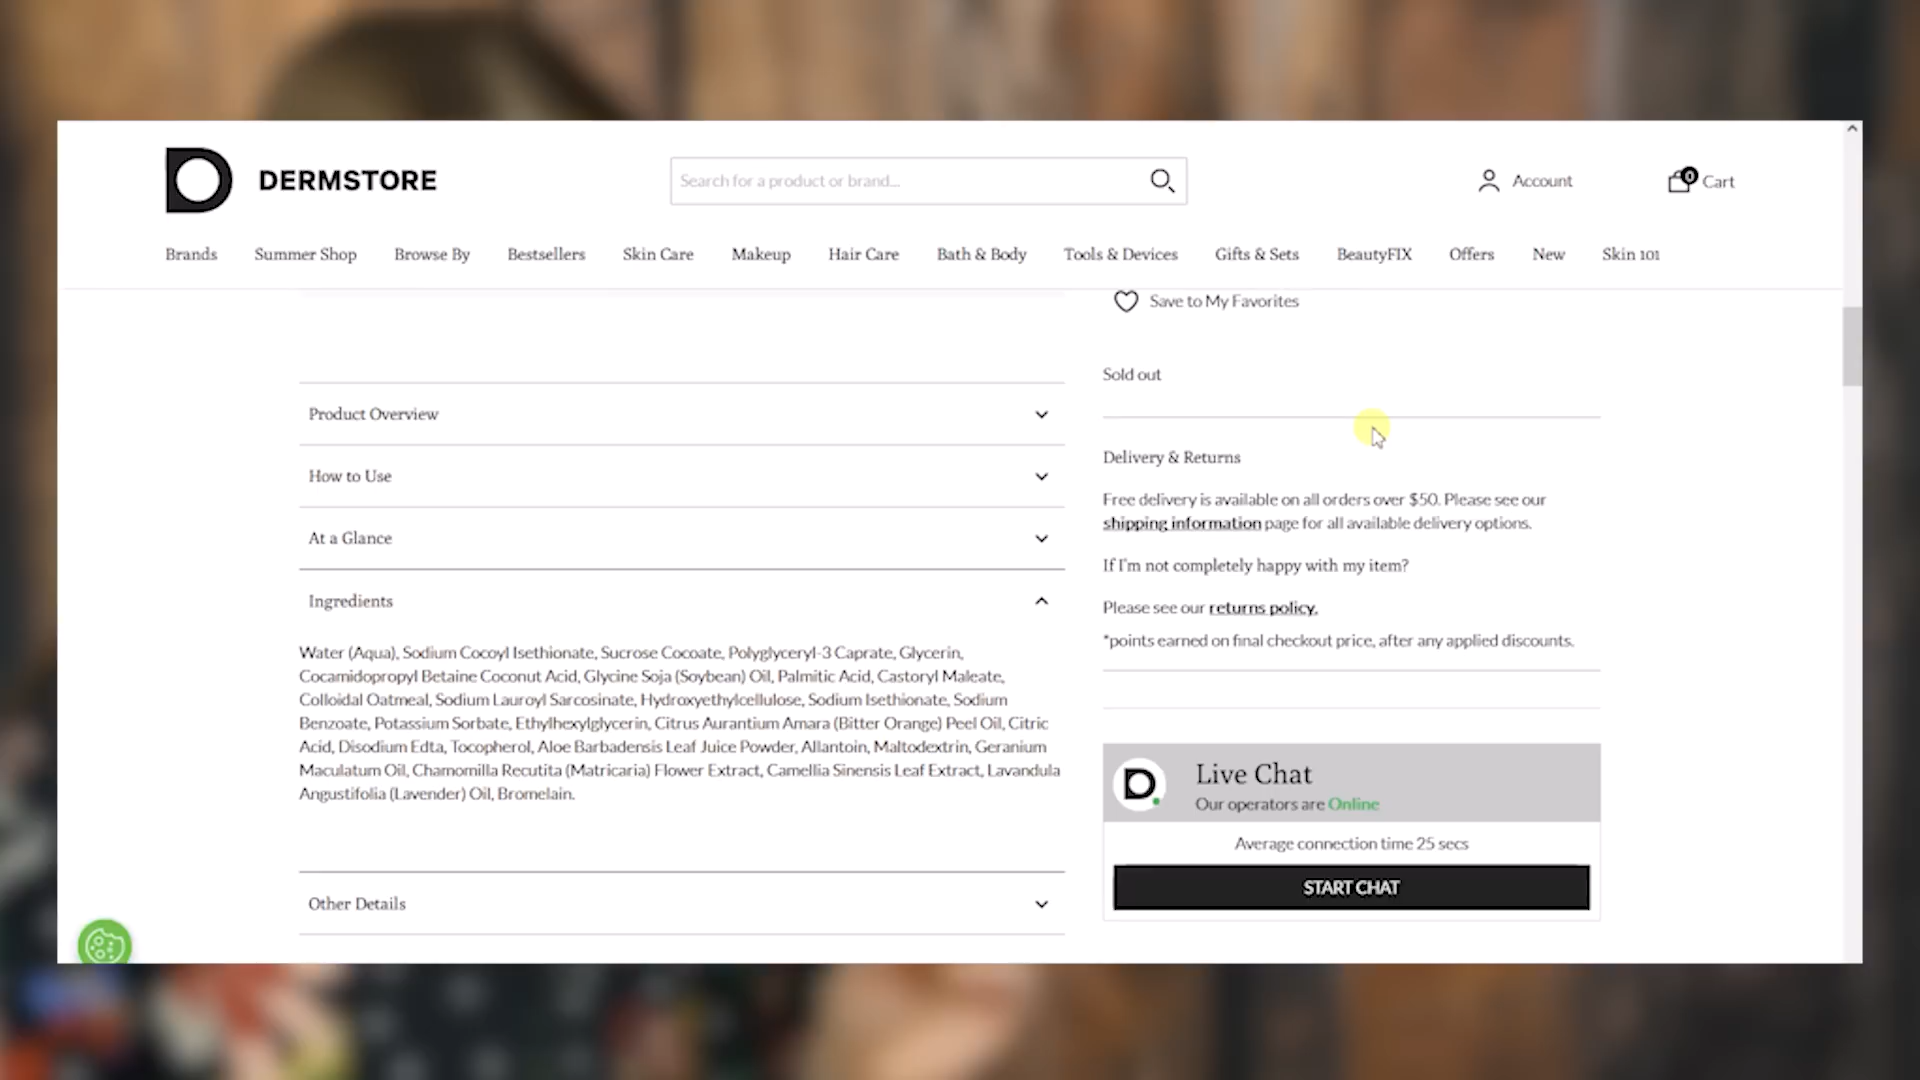 DERMSTORE
Search for a product or brand...
Account
0
Cart
Brands Summer Shop Browse By Bestsellers Skin Care Makeup Hair Care Bath & Body Tools & Devices Gifts & Sets BeautyFIX Offers New Skin 101
Save to My Favorites
Sold out
Product Overview
How to Use
At a Glance
Ingredients
Water (Aqua), Sodium Cocoyl Isethionate, Sucrose Cocoate, Polyglyceryl-3 Caprate, Glycerin,
Cocamidopropyl Betaine Coconut Acid, Glycine Soja (Soybean) Oil, Palmitic Acid, Castoryl Maleate,
Colloidal Oatmeal, Sodium Lauroyl Sarcosinate, Hydroxyethylcellulose, Sodium Isethionate, Sodium
Benzoate, Potassium Sorbate, Ethylhexylglycerin, Citrus Aurantium Amara (Bitter Orange) Peel Oil, Citric
Acid, Disodium Edta, Tocopherol, Aloe Barbadensis Leaf Juice Powder, Allantoin, Maltodextrin, Geranium
Maculatum Oil, Chamomilla Recutita (Matricaria) Flower Extract, Camellia Sinensis Leaf Extract, Lavandula
Angustifolia (Lavender) Oil, Bromelain.
Other Details
Delivery & Returns
Free delivery is available on all orders over $50. Please see our
shipping information page for all available delivery options.
If I'm not completely happy with my item?
Please see our returns policy.
*points earned on final checkout price, after any applied discounts.
Live Chat
Our operators are Online
Average connection time 25 secs
START CHAT